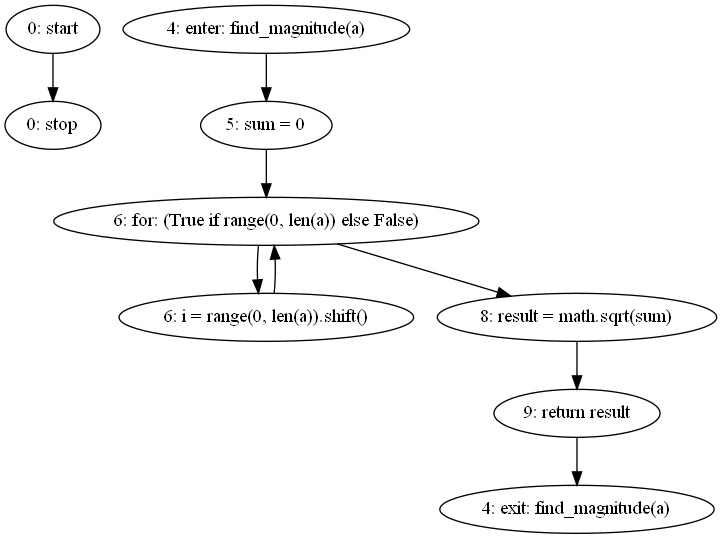 0: start
4: enter: find_magnitude(a)
0: stop
5: sum = 0
6: for: (True if range(0, len(a)) else False)
6: i = range(0, len(a)).shift()
8: result = math.sqrt(sum)
9: return result
4: exit: find_magnitude(a)